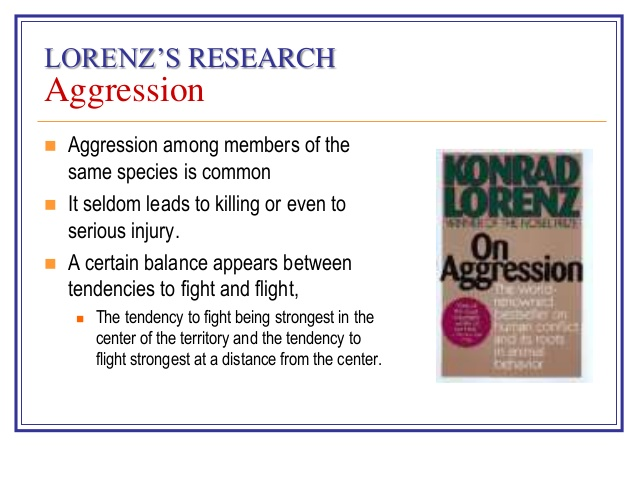 LORENZ’S RESEARCH
Aggression
Aggression among members of the
same species is common
It seldom leads to killing or even to
serious injury.
A certain balance appears between
tendencies to fight and flight,
The tendency to fight being strongest in the
center of the territory and the tendency to
flight strongest at a distance from the center.
KONRAD
LORENZ
WINNER OF THE NOBEL PRIZE
On
Aggression
The world-
renowned
bestseller on
human conflict
and its roots
in animal
behavior